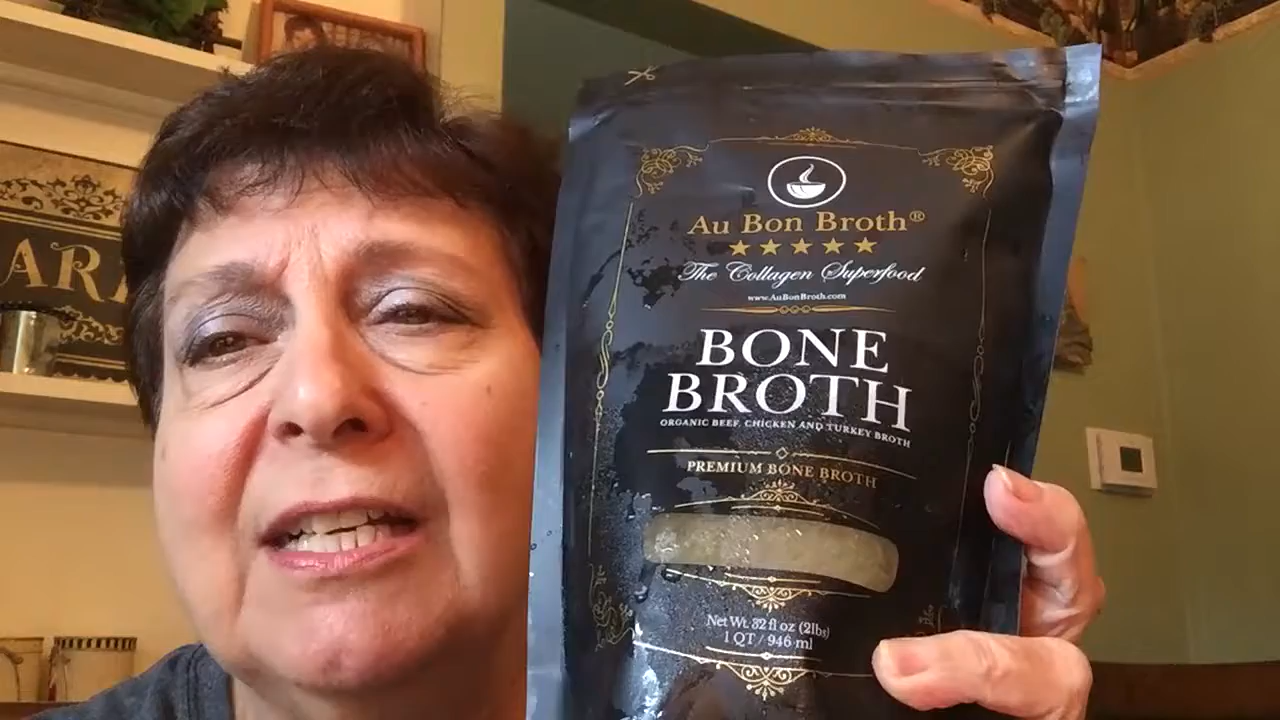 ARA
Au Bon Broth®
The Collagen Superfood
www.AuBonBroth.com
BONE
BROTH
ORGANIC BEEF, CHICKEN AND TURKEY BROTH
PREMIUM BONE BROTH
Net Wt. 32 fl oz (2lbs)
1 QT / 946 ml